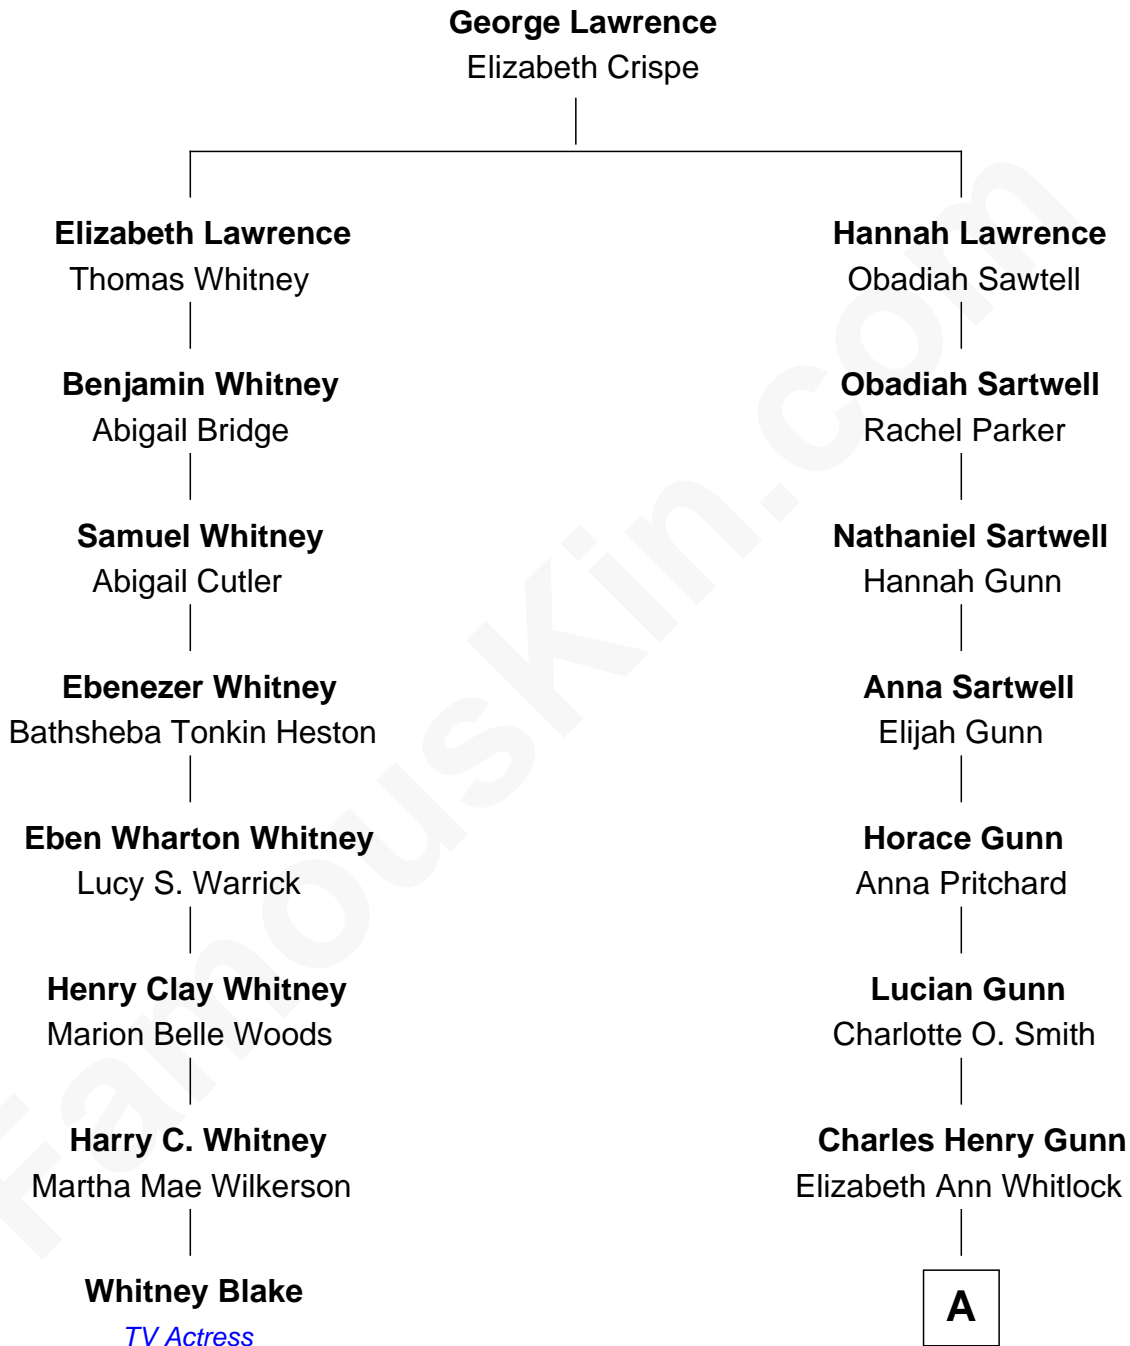 George Lawrence
Elizabeth Crispe
Elizabeth Lawrence
Thomas Whitney
Benjamin Whitney
Abigail Bridge
Samuel Whitney
Abigail Cutler
Ebenezer Whitney
Bathsheba Tonkin Heston
Eben Wharton Whitney
Lucy S. Warrick
Henry Clay Whitney
Marion Belle Woods
Harry C. Whitney
Martha Mae Wilkerson
Whitney Blake
TV Actress
Hannah Lawrence
Obadiah Sawtell
Obadiah Sartwell
Rachel Parker
Nathaniel Sartwell
Hannah Gunn
Anna Sartwell
Elijah Gunn
Horace Gunn
Anna Pritchard
Lucian Gunn
Charlotte O. Smith
Charles Henry Gunn
Elizabeth Ann Whitlock
A
FamousKin.com